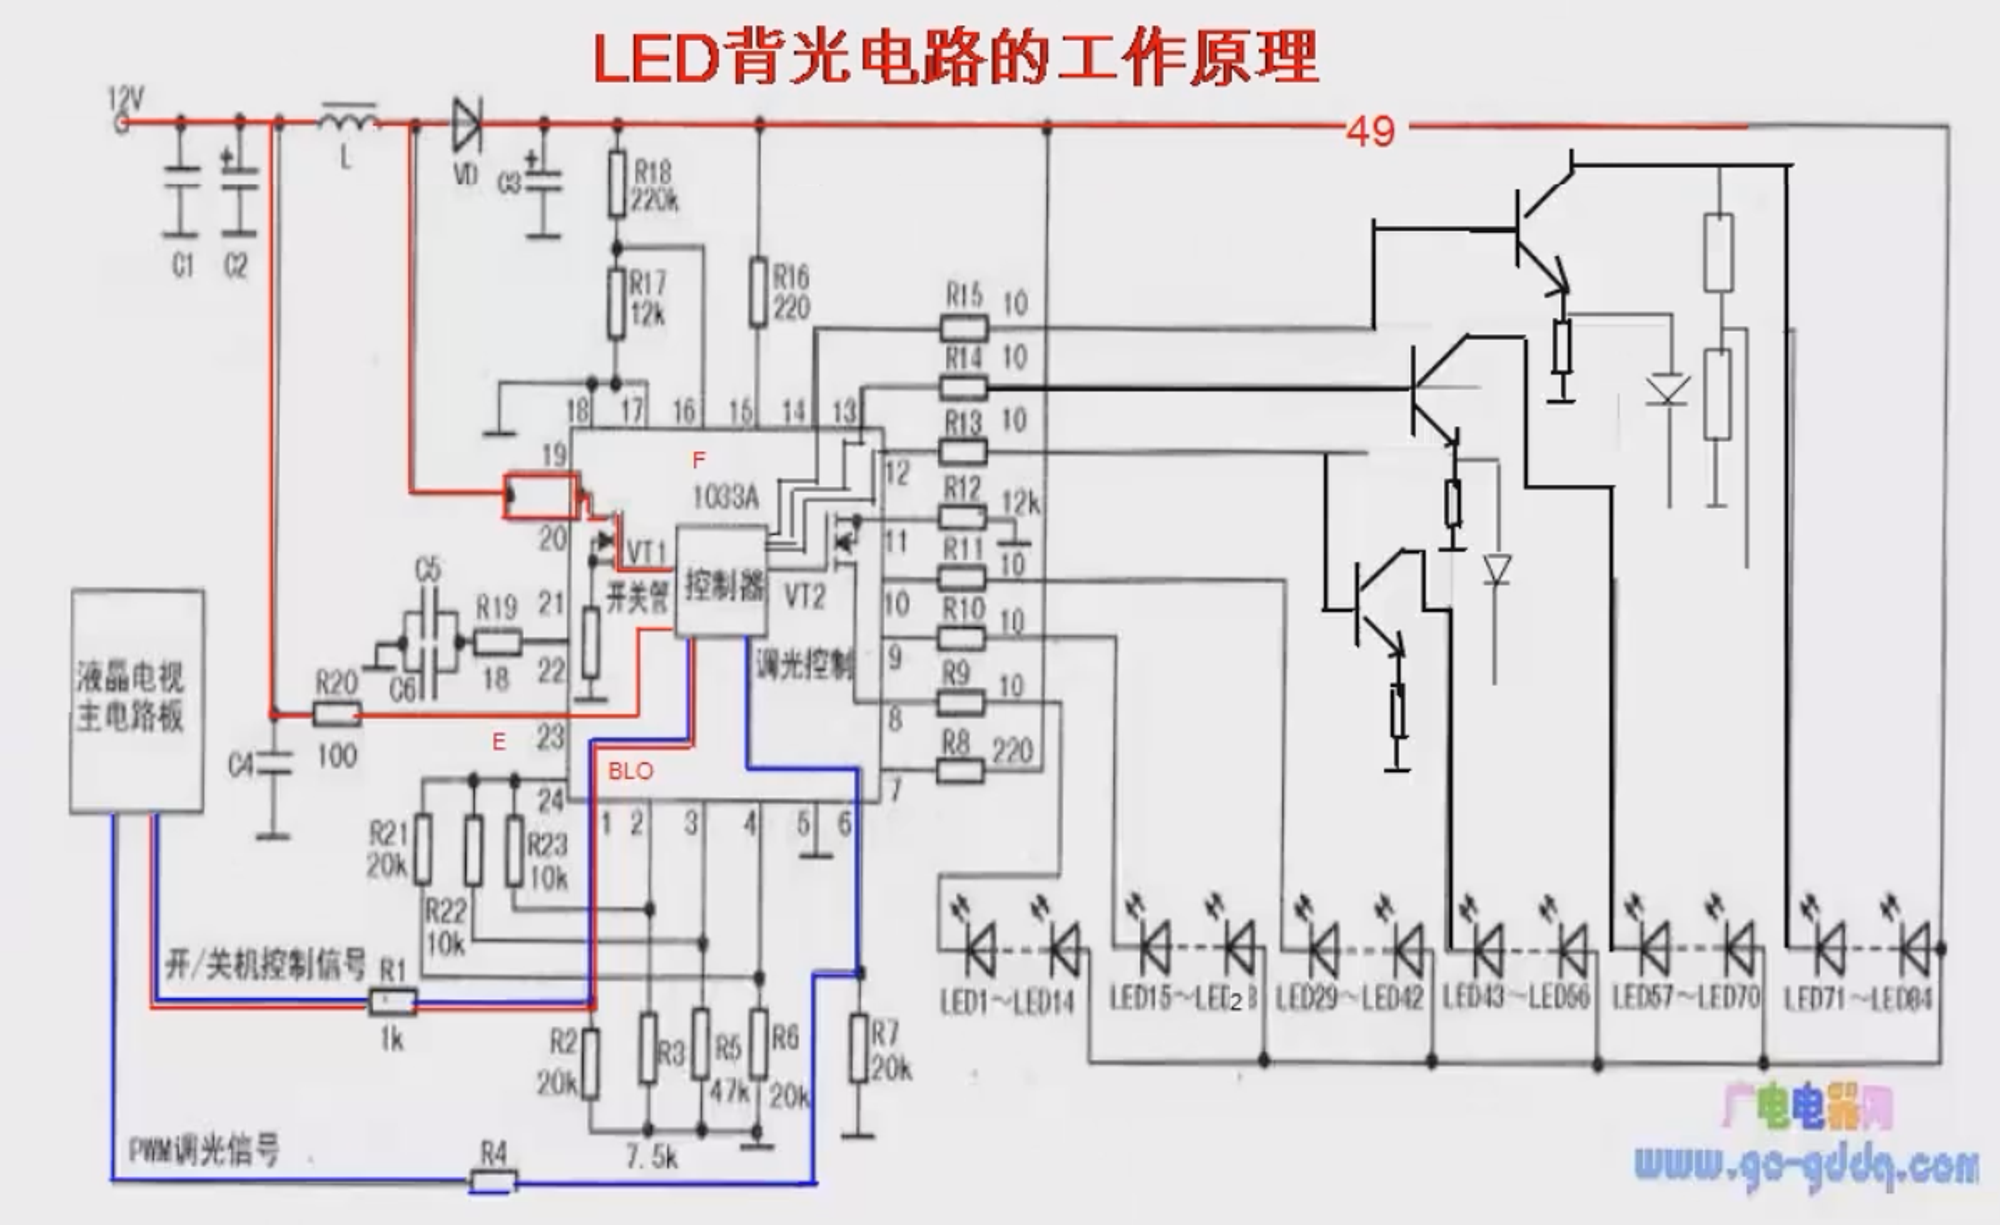 LED背光电路的工作原理
12V
49
L
VD
C3
R18
220k
C1
C2
R17
12k
R16
220
R15 10
R14 10
R13 10
18
17
16
15
14
13
19
F
12
1033A
R12
12k
20
VT1
11
R11
10
C5
控制器
VT2
开关管
R19
21
10
R10
10
液晶电视
主电路板
调光控制
9
22
C6
18
R20
R9
10
8
E
23
R8
220
C4
100
BLO
7
24
R21
20k
1
2
3
4
5
6
R23
10k
R22
10k
开/关机控制信号
R1
1k
LED1～LED14
LED15～LED28
LED29～LED42
LED43～LED56
LED57～LED70
LED71～LED84
R2
20k
R3
R5
47k
R6
20k
R7
20k
PWM调光信号
R4
7.5k
广电电器网
www.go-gddq.com